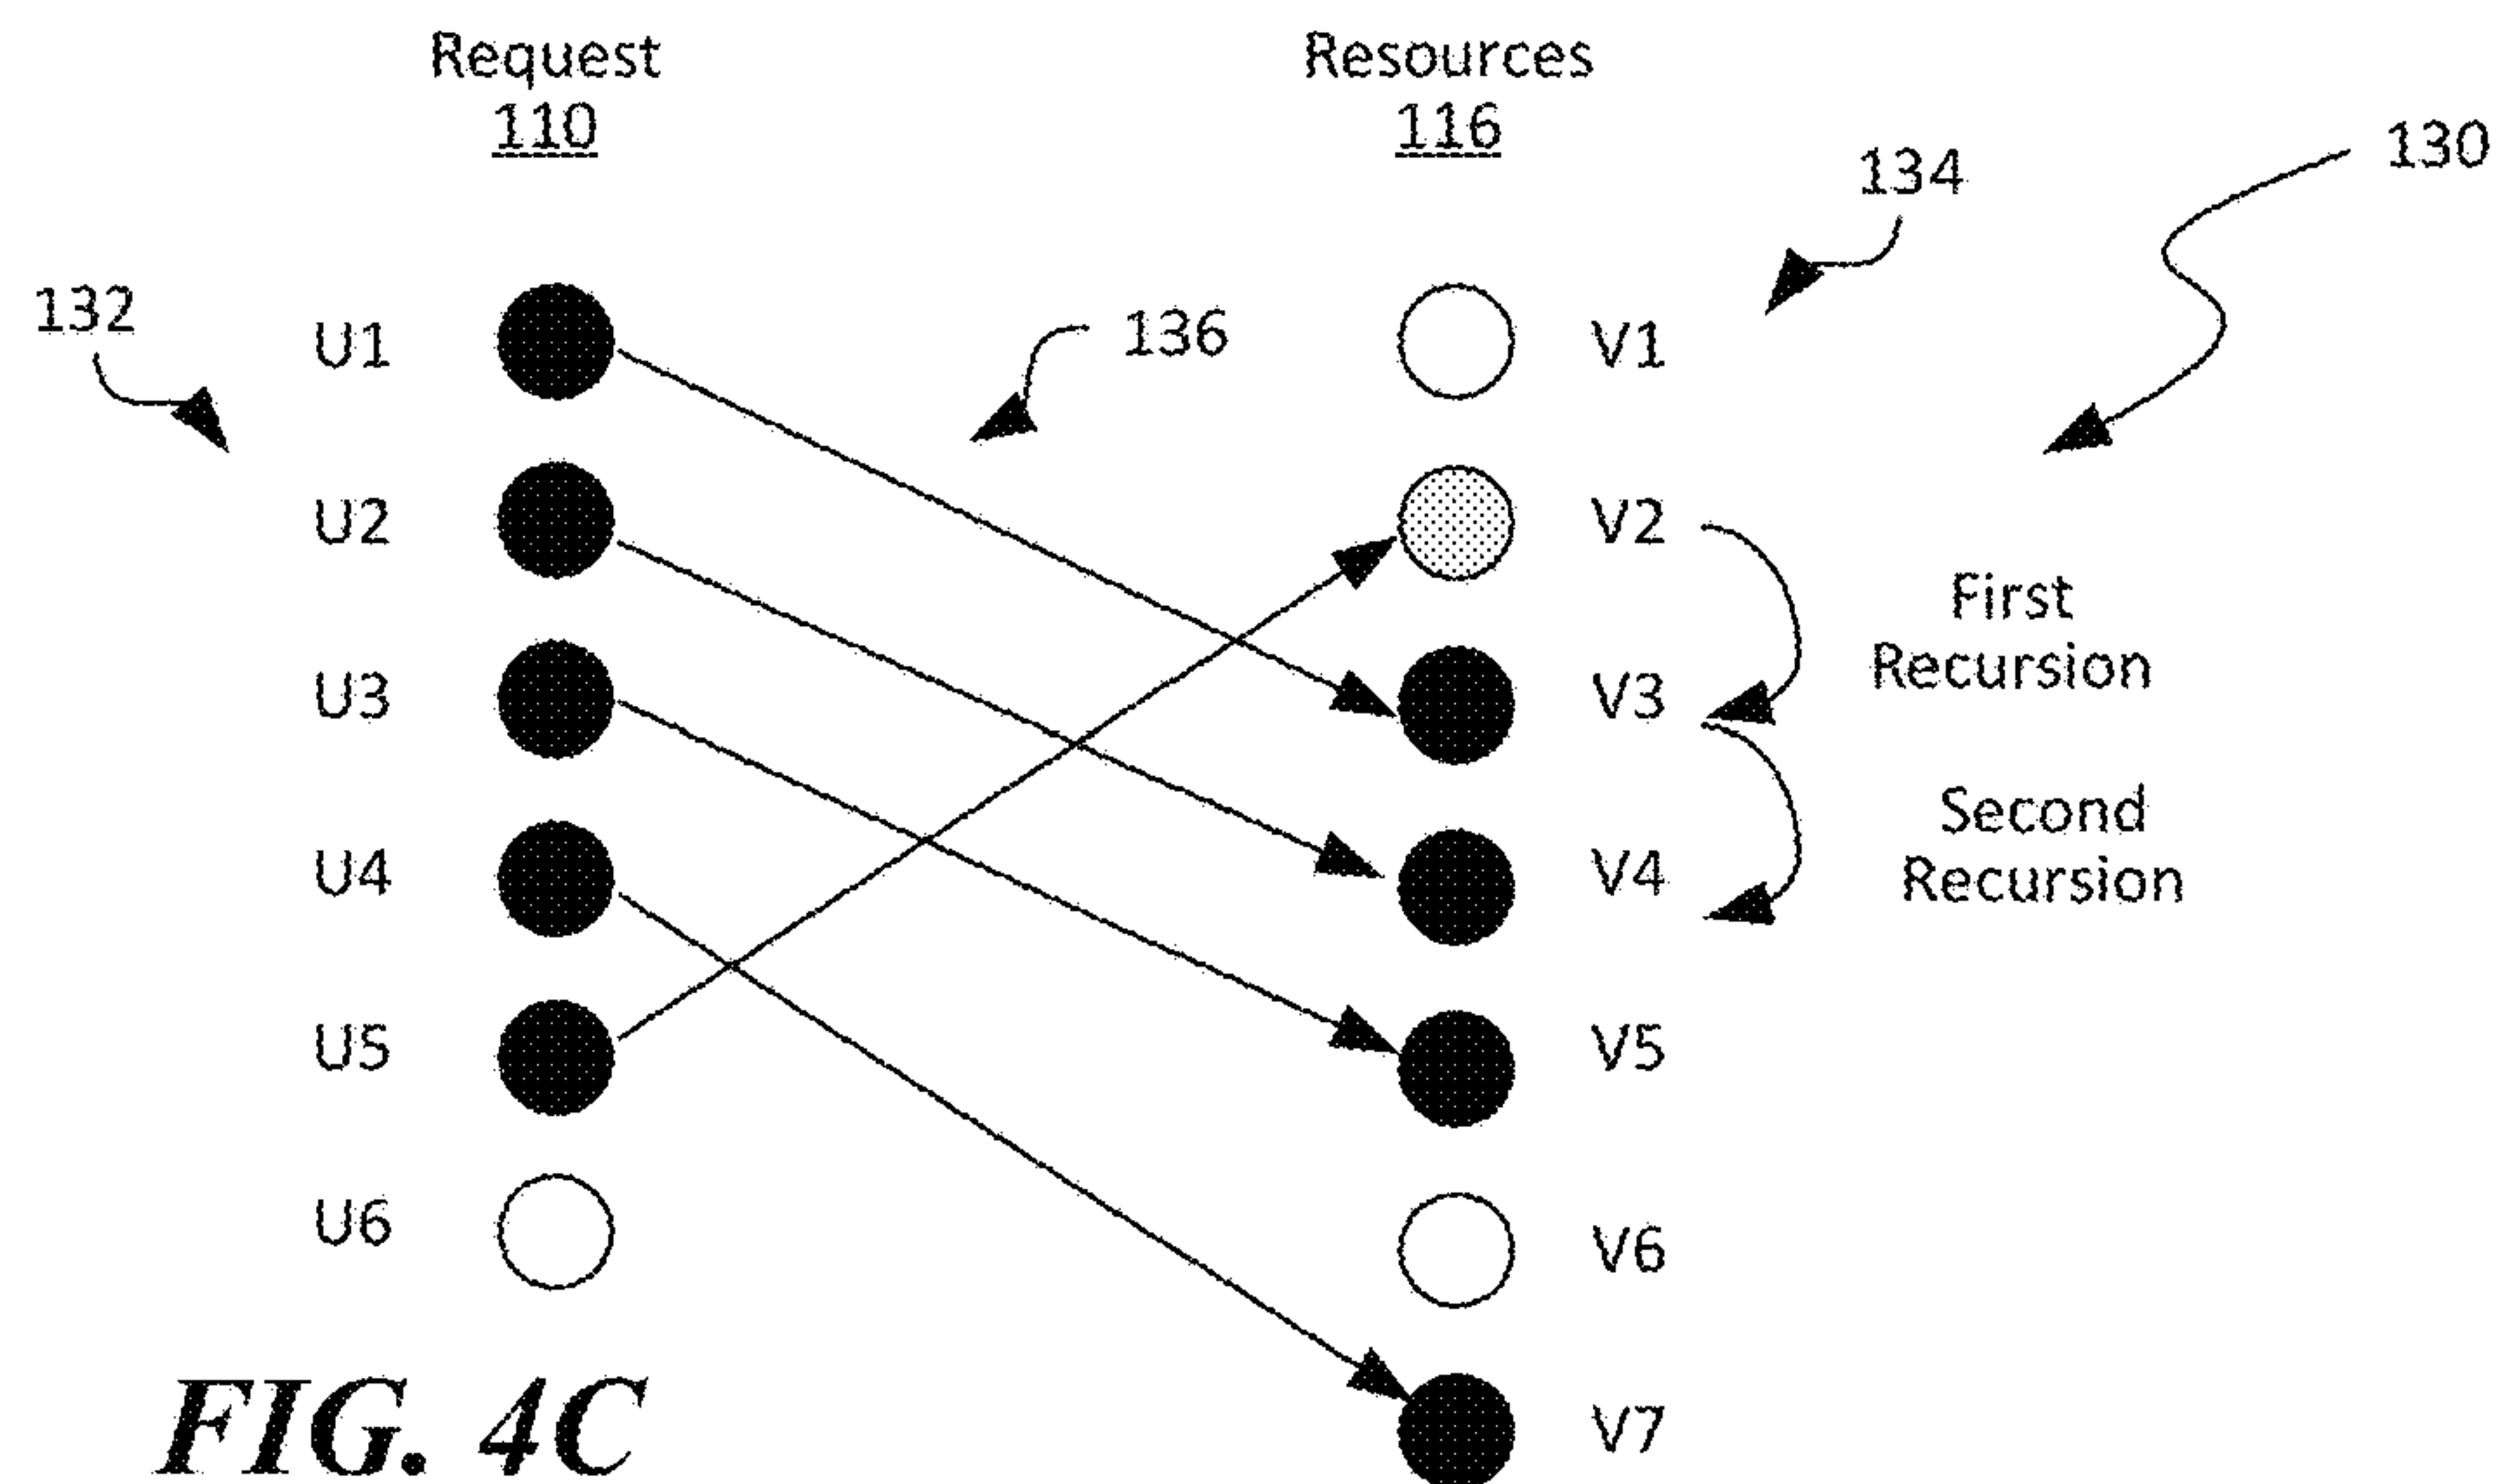 Request
110
Resources
116
130
134
132
136
U1
V1
U2
V2
First
Recursion
U3
V3
Second
Recursion
U4
V4
U5
V5
U6
V6
V7
FIG. 4C